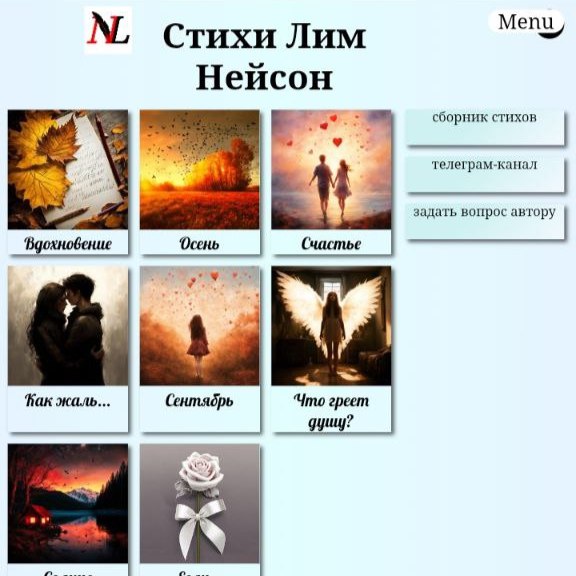 NL
Стихи Лим
Нейсон
Menu
Вдохновение
Осень
Счастье
сборник стихов
телеграм-канал
задать вопрос автору
Как жаль...
Сентябрь
Что греет
душу?